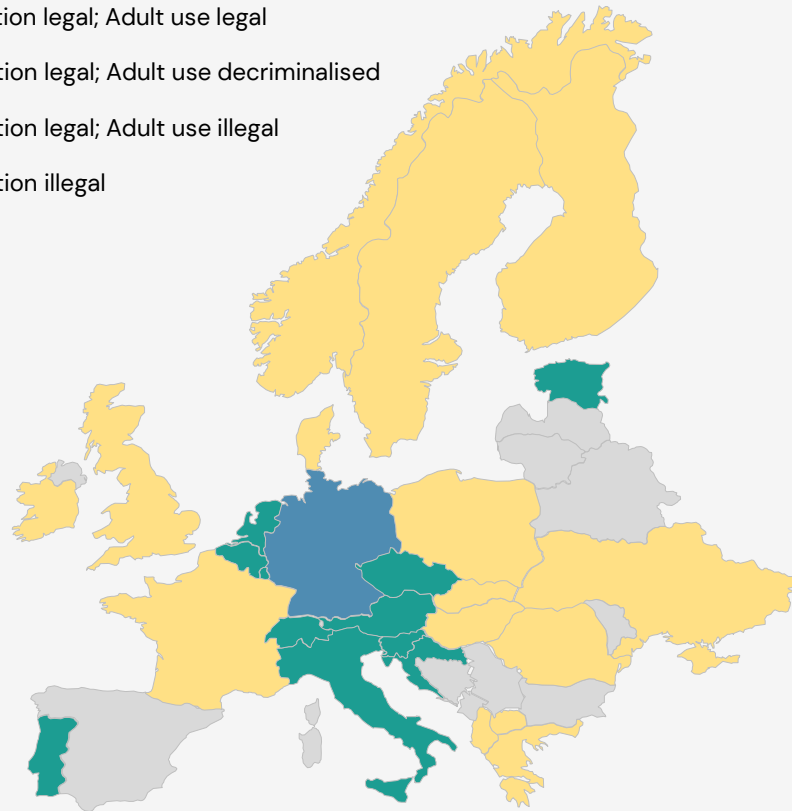 tion legal; Adult use legal
tion legal; Adult use decriminalised
tion legal; Adult use illegal
tion illegal